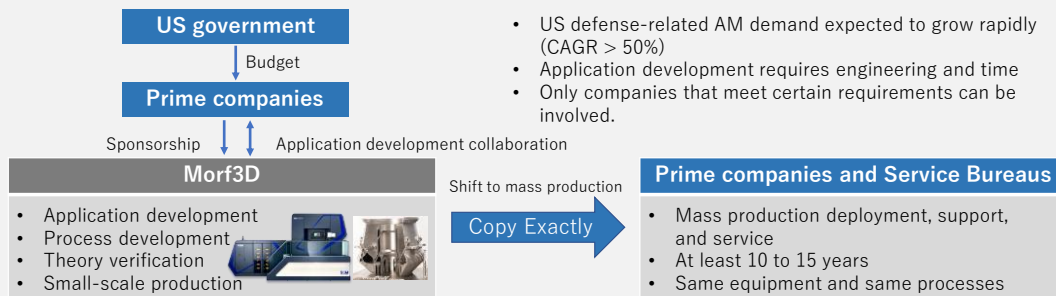 US government
Budget
Prime companies
Sponsorship
Application development collaboration
• US defense-related AM demand expected to grow rapidly
(CAGR > 50%)
• Application development requires engineering and time
• Only companies that meet certain requirements can be
involved.
Morf3D
• Application development
• Process development
• Theory verification
• Small-scale production
Shift to mass production
Copy Exactly
Prime companies and Service Bureaus
• Mass production deployment, support,
and service
• At least 10 to 15 years
• Same equipment and same processes